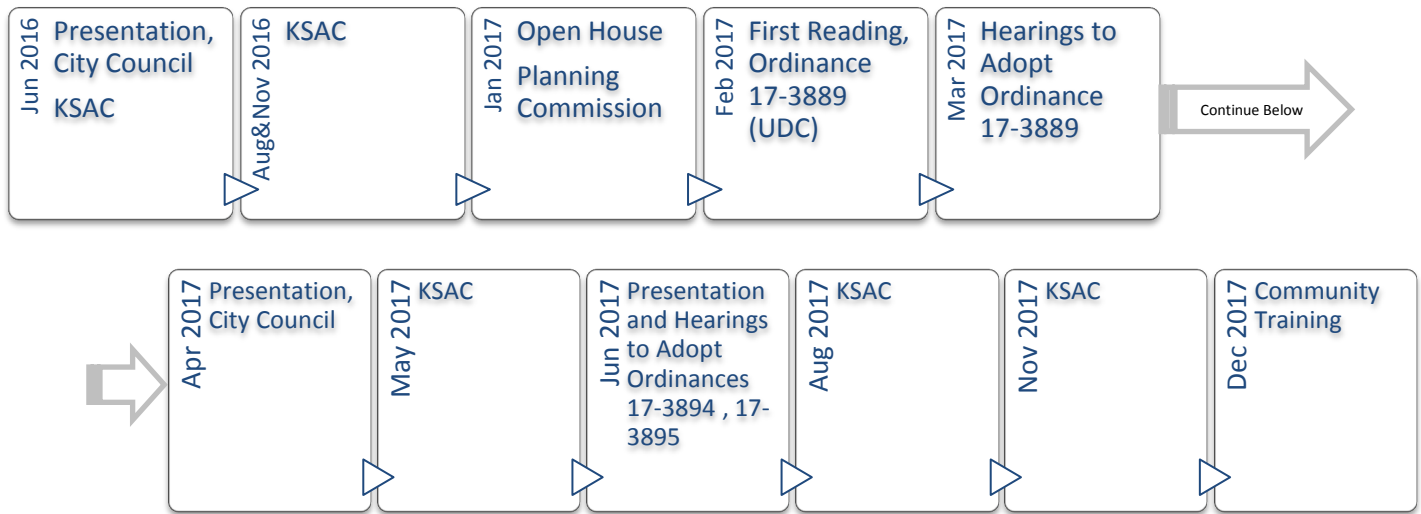 Jun 2016
Presentation,
City Council
KSAC
Aug&Nov 2016
KSAC
Jan 2017
Open House
Planning
Commission
Feb 2017
First Reading,
Ordinance
17-3889
(UDC)
Mar 2017
Hearings to
Adopt
Ordinance
17-3889
Continue Below
Apr 2017
Presentation,
City Council
May 2017
KSAC
Jun 2017
Presentation
and Hearings
to Adopt
Ordinances
17-3894 , 17-
3895
Aug 2017
KSAC
Nov 2017
KSAC
Dec 2017
Community
Training